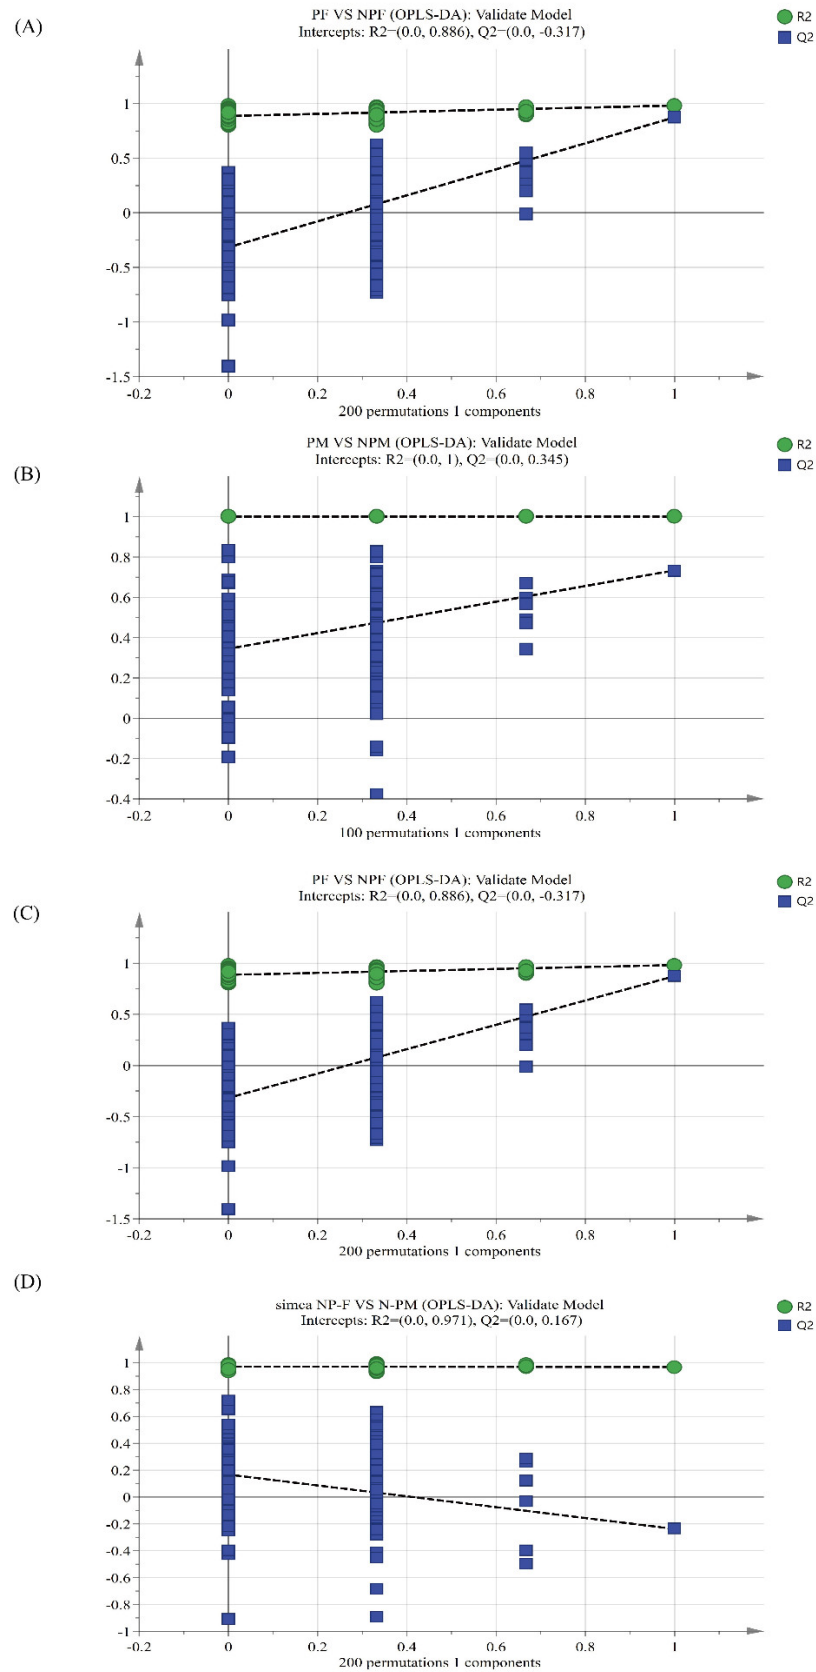 (A)
PF VS NPF (OPLS-DA): Validate Model
Intercepts: R2=(0.0, 0.886), Q2=(0.0, -0.317)
R2
Q2
1
0.5
0
-0.5
-1
-1.5
-0.2 0 0.2 0.4 0.6 0.8 1
200 permutations 1 components
(B)
PM VS NPM (OPLS-DA): Validate Model
Intercepts: R2=(0.0, 1), Q2=(0.0, 0.345)
R2
Q2
1
0.8
0.6
0.4
0.2
0
-0.2
-0.4
-0.2 0 0.2 0.4 0.6 0.8 1
100 permutations 1 components
(C)
PF VS NPF (OPLS-DA): Validate Model
Intercepts: R2=(0.0, 0.886), Q2=(0.0, -0.317)
R2
Q2
1
0.5
0
-0.5
-1
-1.5
-0.2 0 0.2 0.4 0.6 0.8 1
200 permutations 1 components
(D)
simca NP-F VS N-PM (OPLS-DA): Validate Model
Intercepts: R2=(0.0, 0.971), Q2=(0.0, 0.167)
R2
Q2
1
0.8
0.6
0.4
0.2
0
-0.2
-0.4
-0.6
-0.8
-1
-0.2 0 0.2 0.4 0.6 0.8 1
200 permutations 1 components